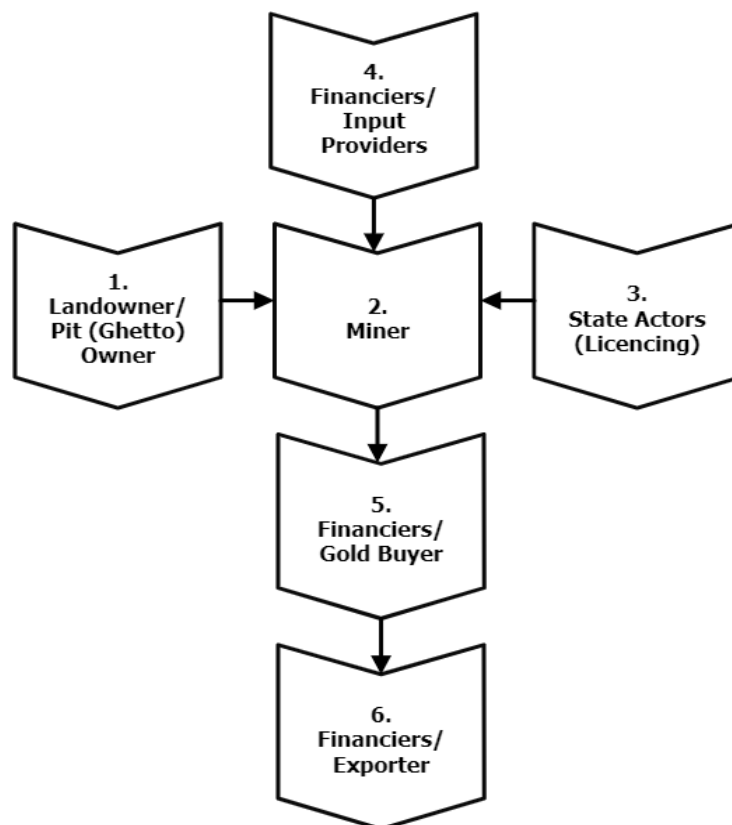 4.
Financiers/
Input
Providers
1.
Landowner/
Pit (Ghetto)
Owner
2.
Miner
3.
State Actors
(Licencing)
5.
Financiers/
Gold Buyer
6.
Financiers/
Exporter